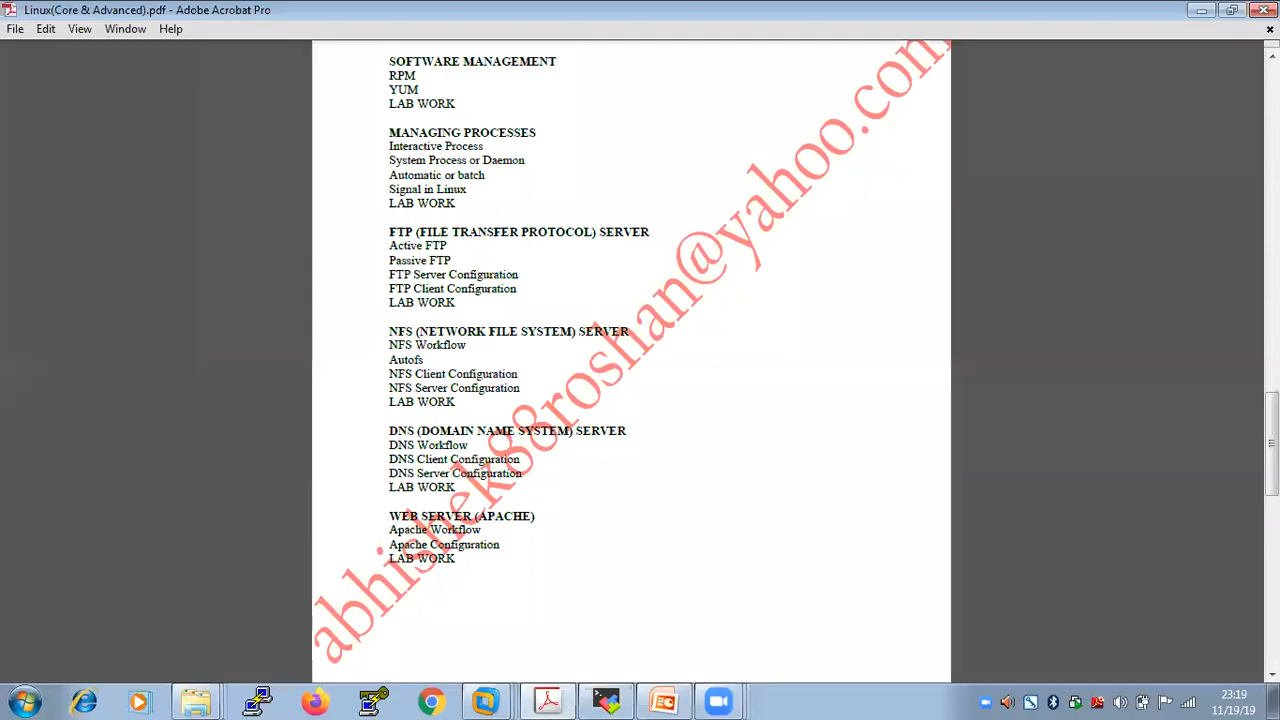 Linux(Core & Advanced).pdf - Adobe Acrobat Pro
File Edit View Window Help
SOFTWARE MANAGEMENT
RPM
YUM
LAB WORK
MANAGING PROCESSES
Interactive Process
System Process or Daemon
Automatic or batch
Signal in Linux
LAB WORK
FTP (FILE TRANSFER PROTOCOL) SERVER
Active FTP
Passive FTP
FTP Server Configuration
FTP Client Configuration
LAB WORK
NFS (NETWORK FILE SYSTEM) SERVER
NFS Workflow
Autofs
NFS Client Configuration
NFS Server Configuration
LAB WORK
DNS (DOMAIN NAME SYSTEM) SERVER
DNS Workflow
DNS Client Configuration
DNS Server Configuration
LAB WORK
WEB SERVER (APACHE)
Apache Workflow
Apache Configuration
LAB WORK
abhishek88roshan@yahoo.com
23:19
11/19/19